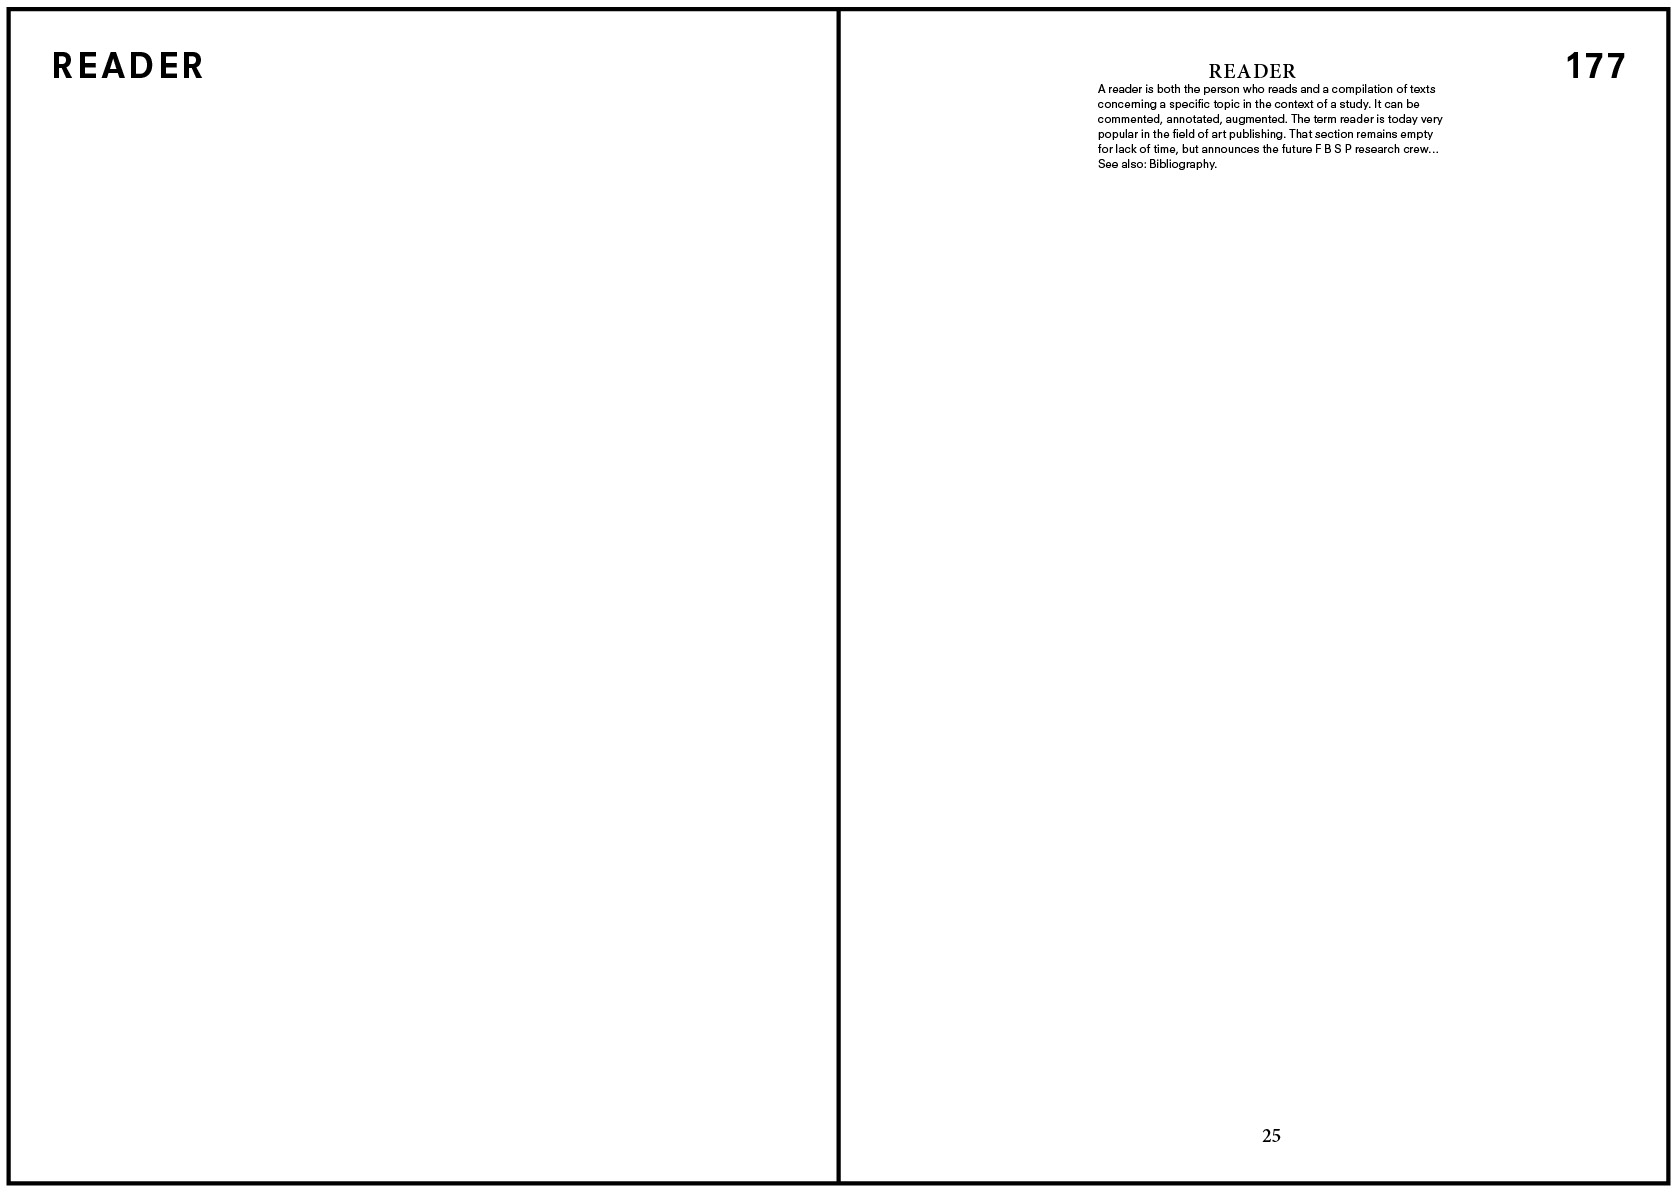 READER
READER
177
A reader is both the person who reads and a compilation of texts
concerning a specific topic in the context of a study. It can be
commented, annotated, augmented. The term reader is today very
popular in the field of art publishing. That section remains empty
for lack of time, but announces the future F B S P research crew…
See also: Bibliography.
25